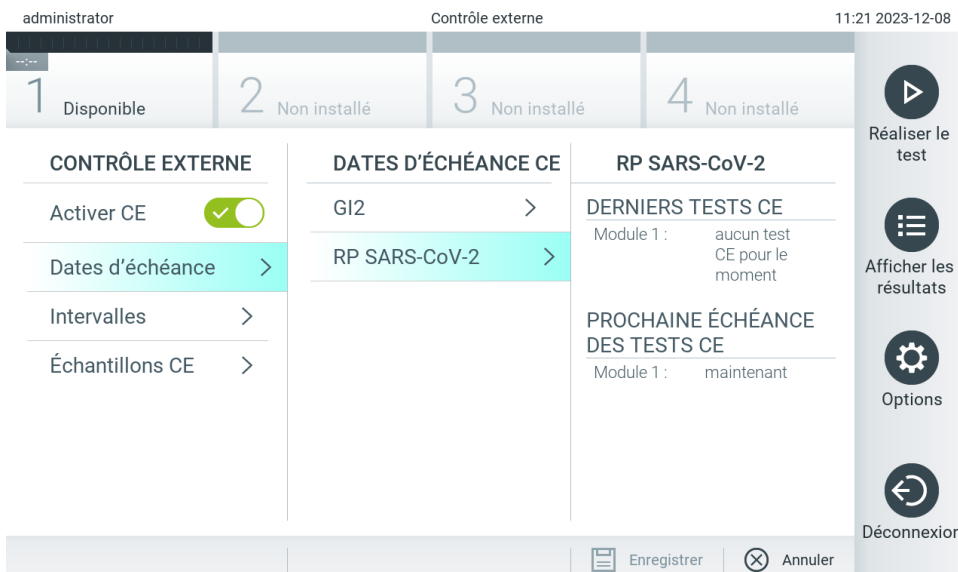 administrator Contrôle externe 11:21 2023-12-08
--:--
1 Disponible
2 Non installé
3 Non installé
4 Non installé
CONTRÔLE EXTERNE
Activer CE
Dates d’échéance
Intervalles
Échantillons CE
DATES D’ÉCHÉANCE CE
GI2
RP SARS-CoV-2
RP SARS-CoV-2
DERNIERS TESTS CE
Module 1 : aucun test
CE pour le
moment
PROCHAINE ÉCHÉANCE
DES TESTS CE
Module 1 : maintenant
Réaliser le
test
Afficher les
résultats
Options
Déconnexion
Enregistrer
Annuler